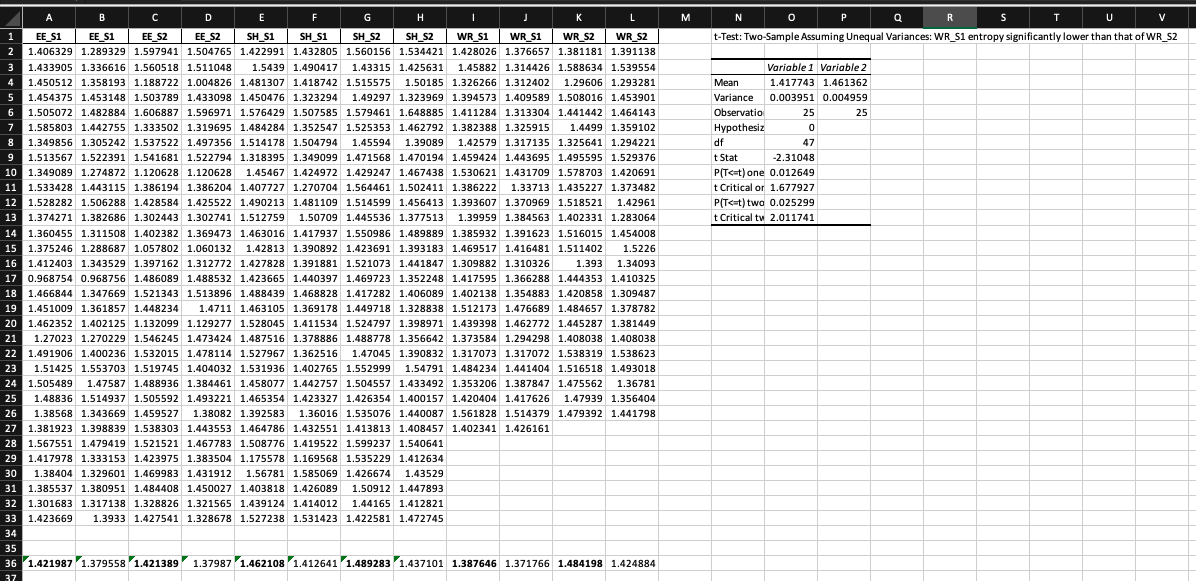 A B C D E F G H I J K L M N O P Q R S T U V
1 EE_S1 EE_S1 EE_S2 EE_S2 SH_S1 SH_S1 SH_S2 SH_S2 WR_S1 WR_S1 WR_S2 WR_S2 t-Test: Two-Sample Assuming Unequal Variances: WR_S1 entropy significantly lower than that of WR_S2
2 1.406329 1.289329 1.597941 1.504765 1.422991 1.432805 1.560156 1.534421 1.428026 1.376657 1.381181 1.391138
3 1.433905 1.336616 1.560518 1.511048 1.5439 1.490417 1.43315 1.425631 1.45882 1.314426 1.588634 1.539554 Variable 1 Variable 2
4 1.450512 1.358193 1.188722 1.004826 1.481307 1.418742 1.515575 1.50185 1.326266 1.312402 1.29606 1.293281 Mean 1.417743 1.461362
5 1.454375 1.453148 1.503789 1.433098 1.450476 1.323294 1.49297 1.323969 1.394573 1.409589 1.508016 1.453901 Variance 0.003951 0.004959
6 1.505072 1.482884 1.606887 1.596971 1.576429 1.507585 1.579461 1.648885 1.411284 1.313304 1.441442 1.464143 Observatio 25 25
7 1.585803 1.442755 1.333502 1.319695 1.484284 1.352547 1.525353 1.462792 1.382388 1.325915 1.4499 1.359102 Hypothesiz 0
8 1.349856 1.305242 1.537522 1.497356 1.514178 1.504794 1.45594 1.39089 1.42579 1.317135 1.325641 1.294221 df 47
9 1.513567 1.522391 1.541681 1.522794 1.318395 1.349099 1.471568 1.470194 1.459424 1.443695 1.495595 1.529376 t Stat -2.31048
10 1.349089 1.274872 1.120628 1.120628 1.45467 1.424972 1.429247 1.467438 1.530621 1.431709 1.578703 1.420691 P(T<=t) one 0.012649
11 1.533428 1.443115 1.386194 1.386204 1.407727 1.270704 1.564461 1.502411 1.386222 1.33713 1.435227 1.373482 t Critical or 1.677927
12 1.528282 1.506288 1.428584 1.425522 1.490213 1.481109 1.514599 1.456413 1.393607 1.370969 1.518521 1.42961 P(T<=t) two 0.025299
13 1.374271 1.382686 1.302443 1.302741 1.512759 1.50709 1.445536 1.377513 1.39959 1.384563 1.402331 1.283064 t Critical tw 2.011741
14 1.360455 1.311508 1.402382 1.369473 1.463016 1.417937 1.550986 1.489889 1.385932 1.391623 1.516015 1.454008
15 1.375246 1.288687 1.057802 1.060132 1.42813 1.390892 1.423691 1.393183 1.469517 1.416481 1.511402 1.5226
16 1.412403 1.343529 1.397162 1.312772 1.427828 1.391881 1.521073 1.441847 1.309882 1.310326 1.393 1.34093
17 0.968754 0.968756 1.486089 1.488532 1.423665 1.440397 1.469723 1.352248 1.417595 1.366288 1.444353 1.410325
18 1.466844 1.347669 1.521343 1.513896 1.488439 1.468828 1.417282 1.406089 1.402138 1.354883 1.420858 1.309487
19 1.451009 1.361857 1.448234 1.4711 1.463105 1.369178 1.449718 1.328838 1.512173 1.476689 1.484657 1.378782
20 1.462352 1.402125 1.132099 1.129277 1.528045 1.411534 1.524797 1.398971 1.439398 1.462772 1.445287 1.381449
21 1.27023 1.270229 1.546245 1.473424 1.487516 1.378886 1.488778 1.356642 1.373584 1.294298 1.408038 1.408038
22 1.491906 1.400236 1.532015 1.478114 1.527967 1.362516 1.47045 1.390832 1.317073 1.317072 1.538319 1.538623
23 1.51425 1.553703 1.519745 1.404032 1.531936 1.402765 1.552999 1.54791 1.484234 1.441404 1.516518 1.493018
24 1.505489 1.47587 1.488936 1.384461 1.458077 1.442757 1.504557 1.433492 1.353206 1.387847 1.475562 1.36781
25 1.48836 1.514937 1.505592 1.493221 1.465354 1.423327 1.426354 1.400157 1.420404 1.417626 1.47939 1.356404
26 1.38568 1.343669 1.459527 1.38082 1.392583 1.36016 1.535076 1.440087 1.561828 1.514379 1.479392 1.441798
27 1.381923 1.398839 1.538303 1.443553 1.464786 1.432551 1.413813 1.408457 1.402341 1.426161
28 1.567551 1.479419 1.521521 1.467783 1.508776 1.419522 1.599237 1.540641
29 1.417978 1.333153 1.423975 1.383504 1.175578 1.169568 1.535229 1.412634
30 1.38404 1.329601 1.469983 1.431912 1.56781 1.585069 1.426674 1.43529
31 1.385537 1.380951 1.484408 1.450027 1.403818 1.426089 1.50912 1.447893
32 1.301683 1.317138 1.328826 1.321565 1.439124 1.414012 1.44165 1.412821
33 1.423669 1.3933 1.427541 1.328678 1.527238 1.531423 1.422581 1.472745
34
35
36 1.421987 1.379558 1.421389 1.37987 1.462108 1.412641 1.489283 1.437101 1.387646 1.371766 1.484198 1.424884
37